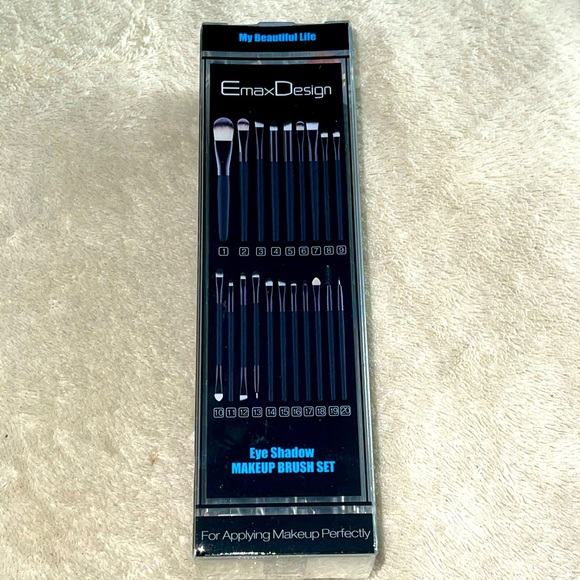 My Beautiful Life
EmaxDesign
1 2 3 4 5 6 7 8 9
10 11 12 13 14 15 16 17 18 19 20
Eye Shadow
MAKEUP BRUSH SET
For Applying Makeup Perfectly